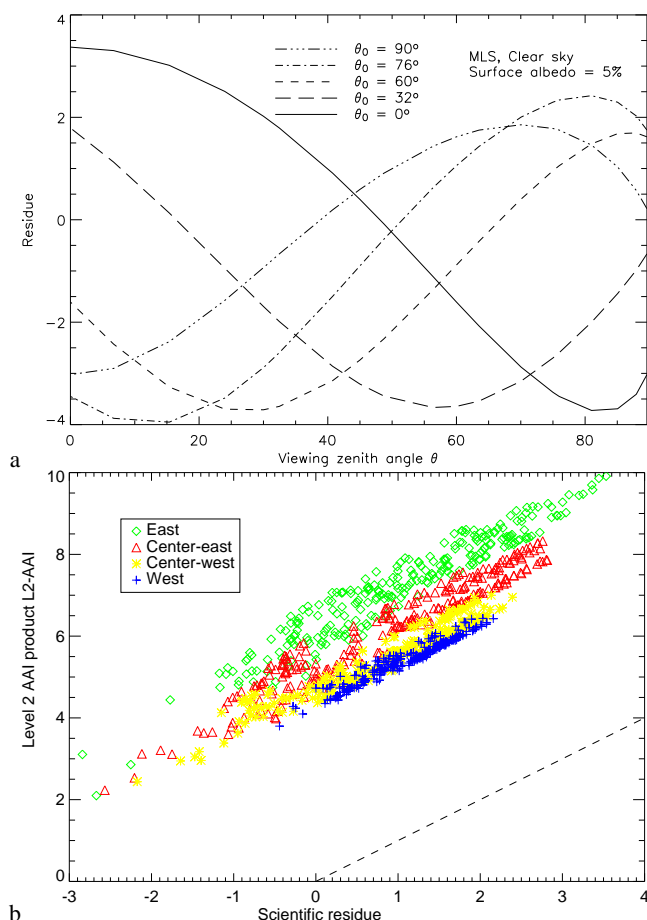 4
2
0
−2
−4
Residue
θ₀ = 90°
θ₀ = 76°
θ₀ = 60°
θ₀ = 32°
θ₀ = 0°
MLS, Clear sky
Surface albedo = 5%
0 20 40 60 80
Viewing zenith angle θ
a
10
8
6
4
2
0
Level 2 AAI product L2-AAI
East
Center-east
Center-west
West
-3 -2 -1 0 1 2 3 4
Scientific residue
b